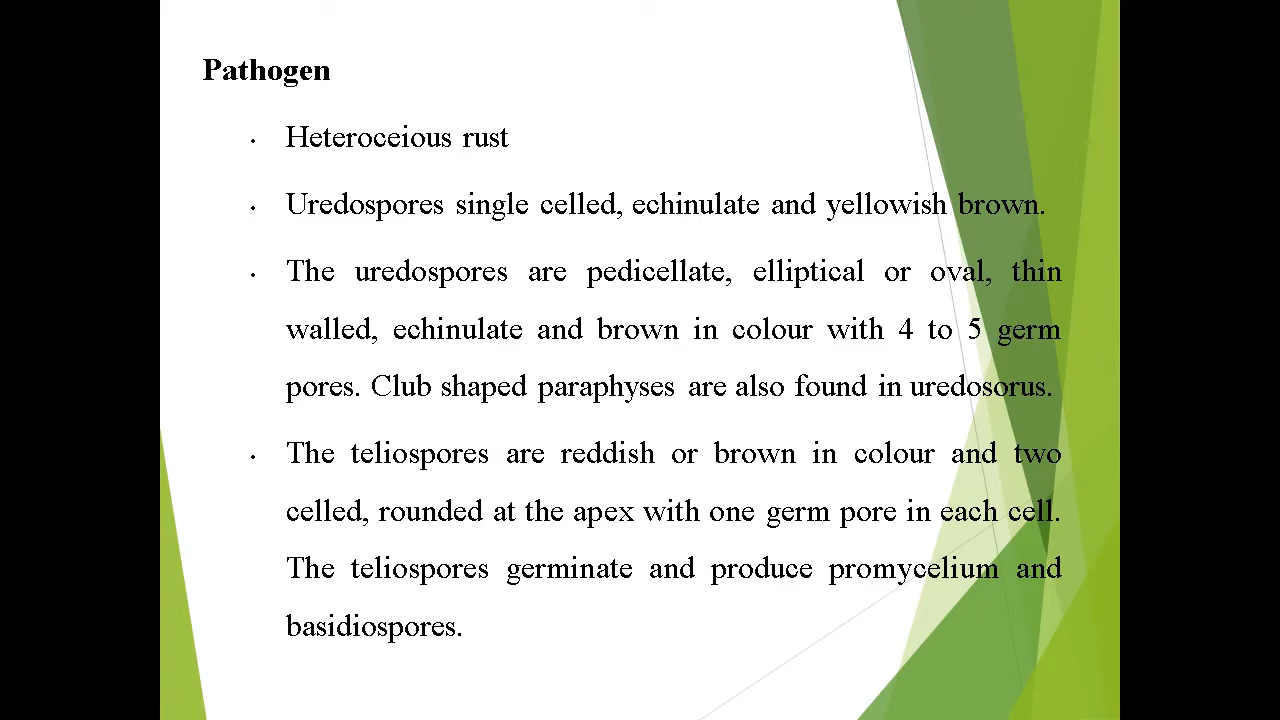 Pathogen
• Heteroceious rust
• Uredospores single celled, echinulate and yellowish brown.
• The uredospores are pedicellate, elliptical or oval, thin
walled, echinulate and brown in colour with 4 to 5 germ
pores. Club shaped paraphyses are also found in uredosorus.
• The teliospores are reddish or brown in colour and two
celled, rounded at the apex with one germ pore in each cell.
The teliospores germinate and produce promycelium and
basidiospores.